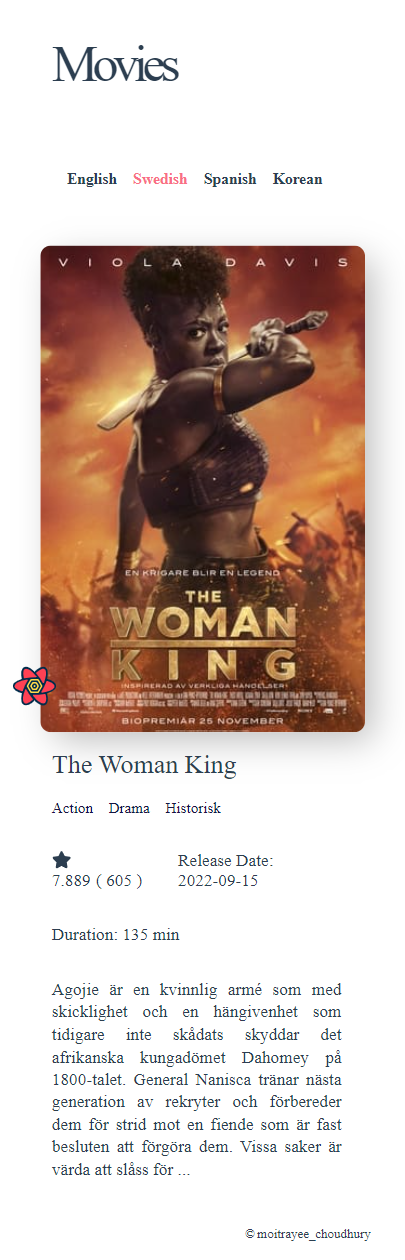 Movies
English Swedish Spanish Korean
VIOLA DAVIS
EN KRIGARE BLIR EN LEGEND
THE
WOMAN
KING
INSPIRERAD AV VERKLIGA HÄNDELSER
BIOPREMIÄR 25 NOVEMBER
The Woman King
Action Drama Historisk
Release Date:
7.889 ( 605 ) 2022-09-15
Duration: 135 min
Agojie är en kvinnlig armé som med
skicklighet och en hängivenhet som
tidigare inte skådats skyddar det
afrikanska kungadömet Dahomey på
1800-talet. General Nanisca tränar nästa
generation av rekryter och förbereder
dem för strid mot en fiende som är fast
besluten att förgöra dem. Vissa saker är
värda att slåss för ...
© moitrayee_choudhury